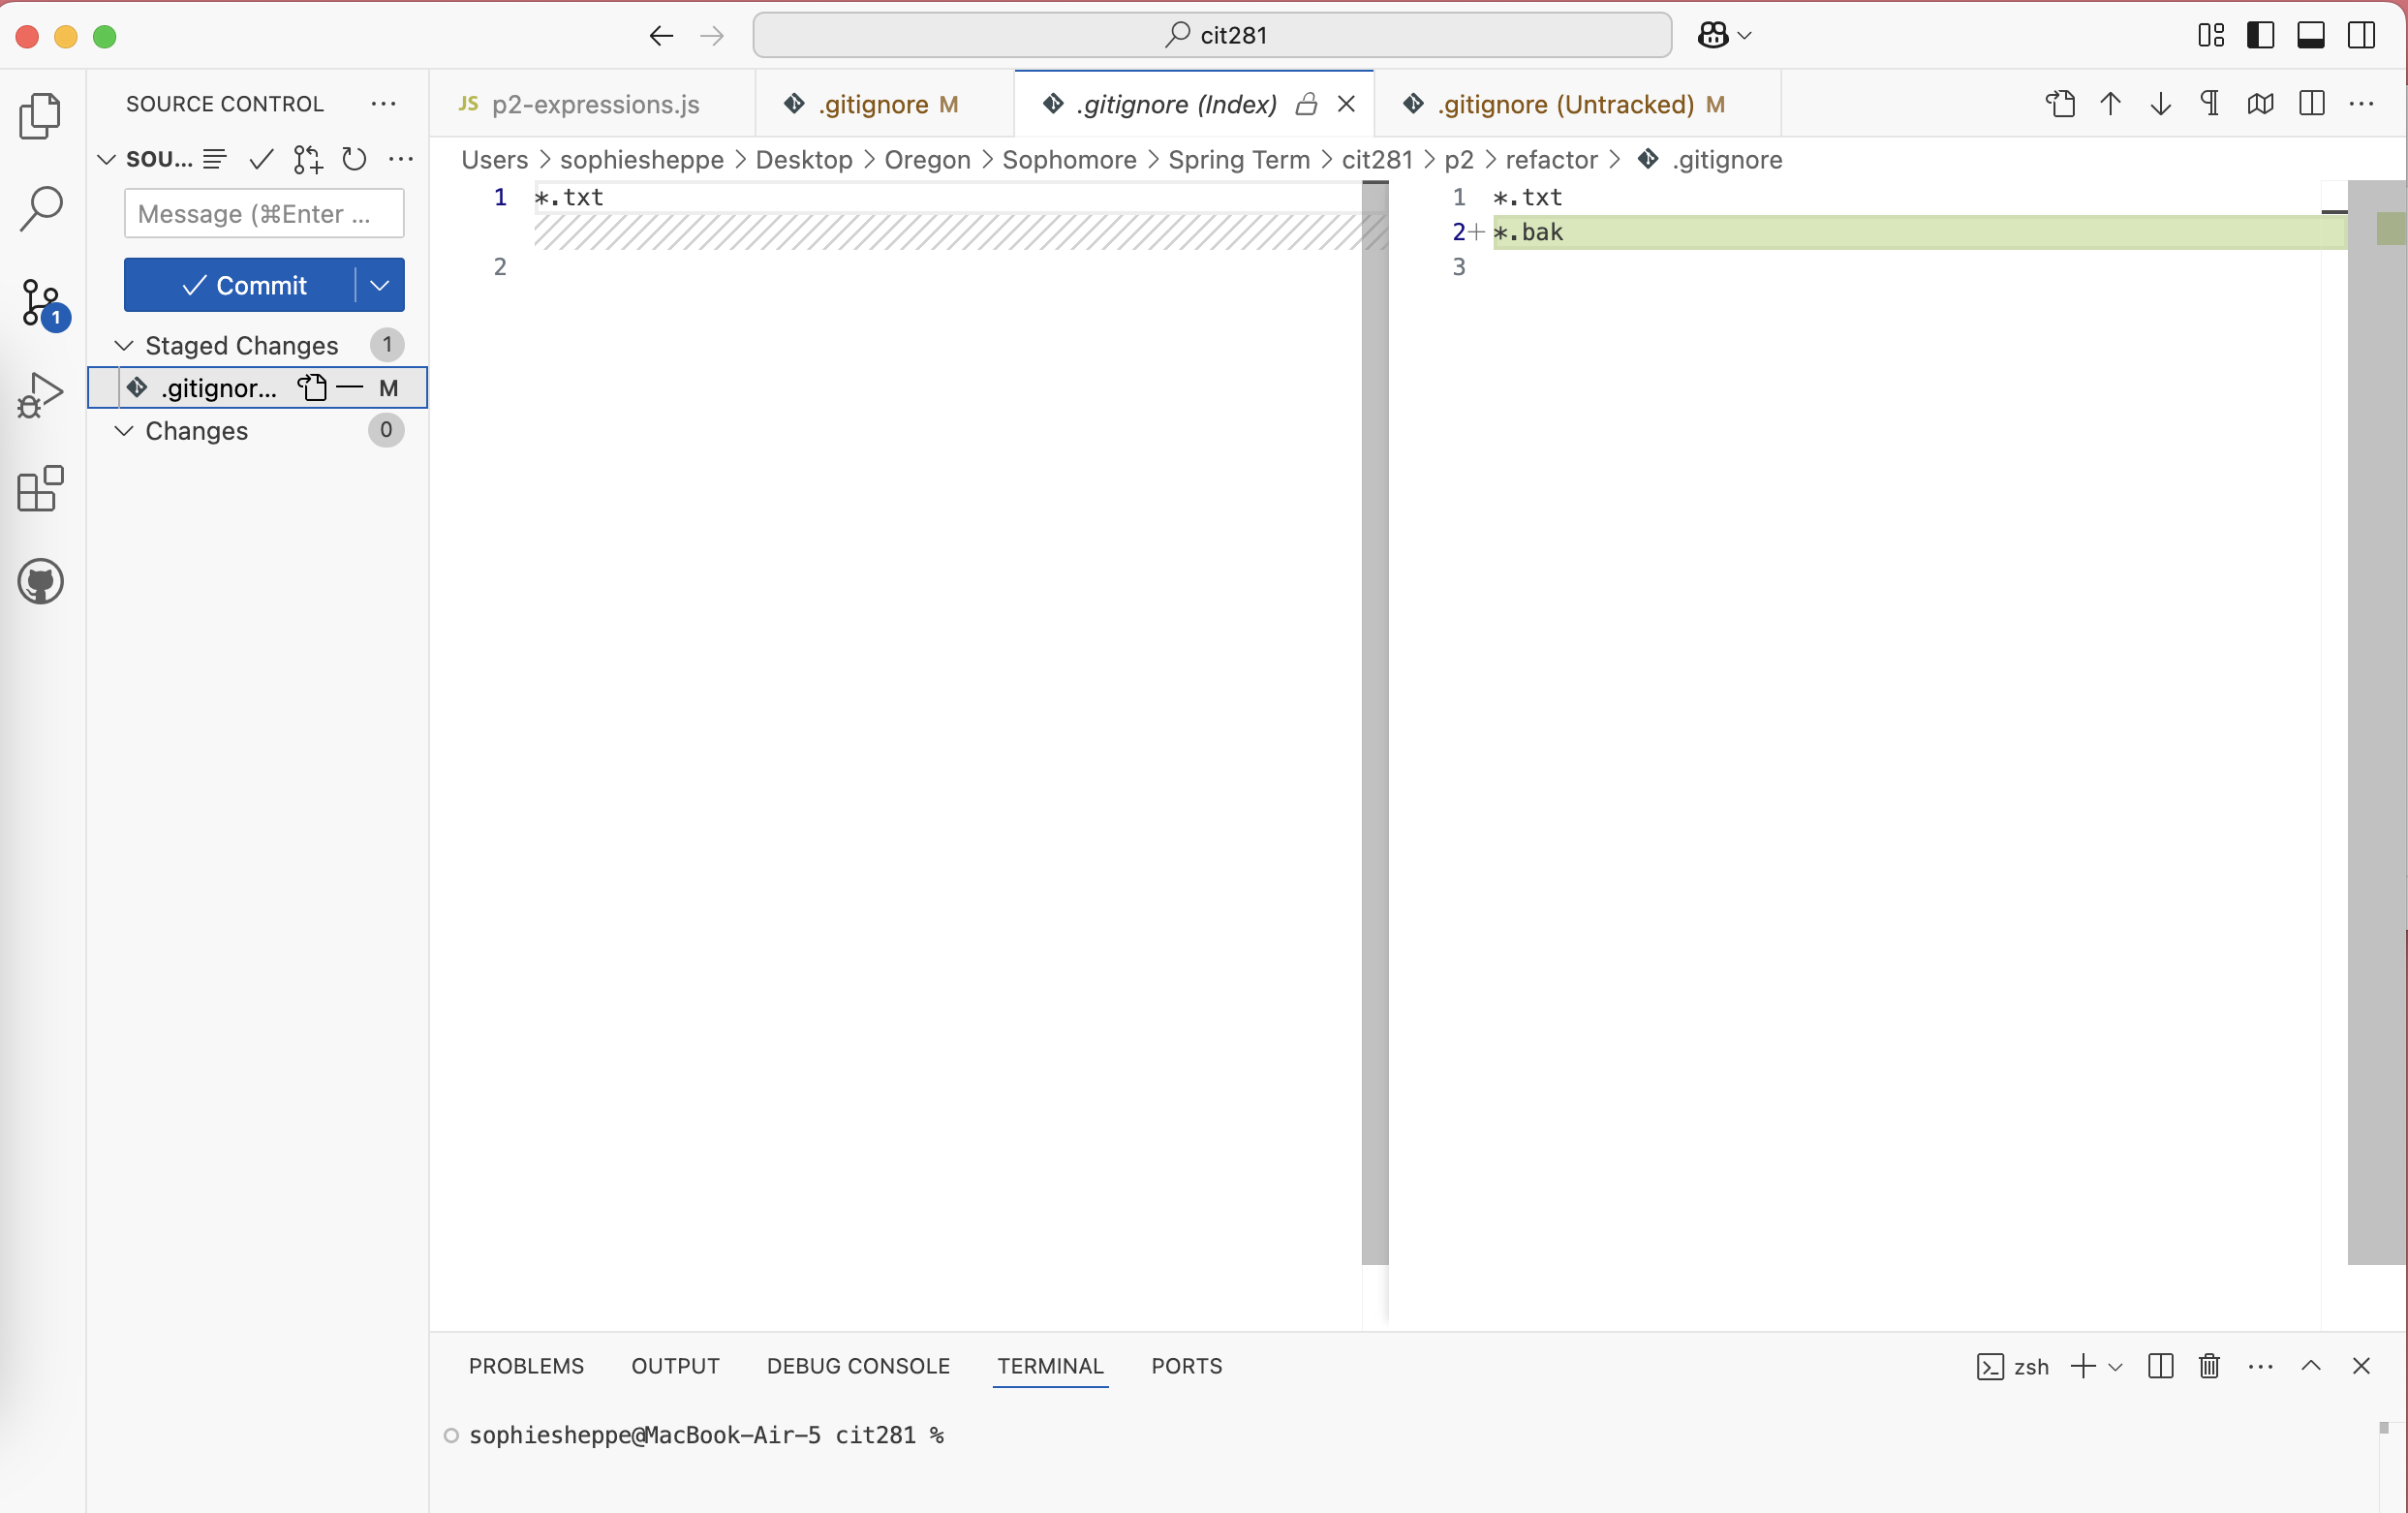 cit281
SOURCE CONTROL
JS p2-expressions.js
.gitignore M
.gitignore (Index)
.gitignore (Untracked) M
SOU...
Users > sophiesheppe > Desktop > Oregon > Sophomore > Spring Term > cit281 > p2 > refactor > .gitignore
Message (⌘Enter ...
Commit
1
Staged Changes 1
.gitignor... M
Changes 0
1 *.txt
2
1 *.txt
2+ *.bak
3
PROBLEMS OUTPUT DEBUG CONSOLE TERMINAL PORTS
zsh
sophiesheppe@MacBook-Air-5 cit281 %